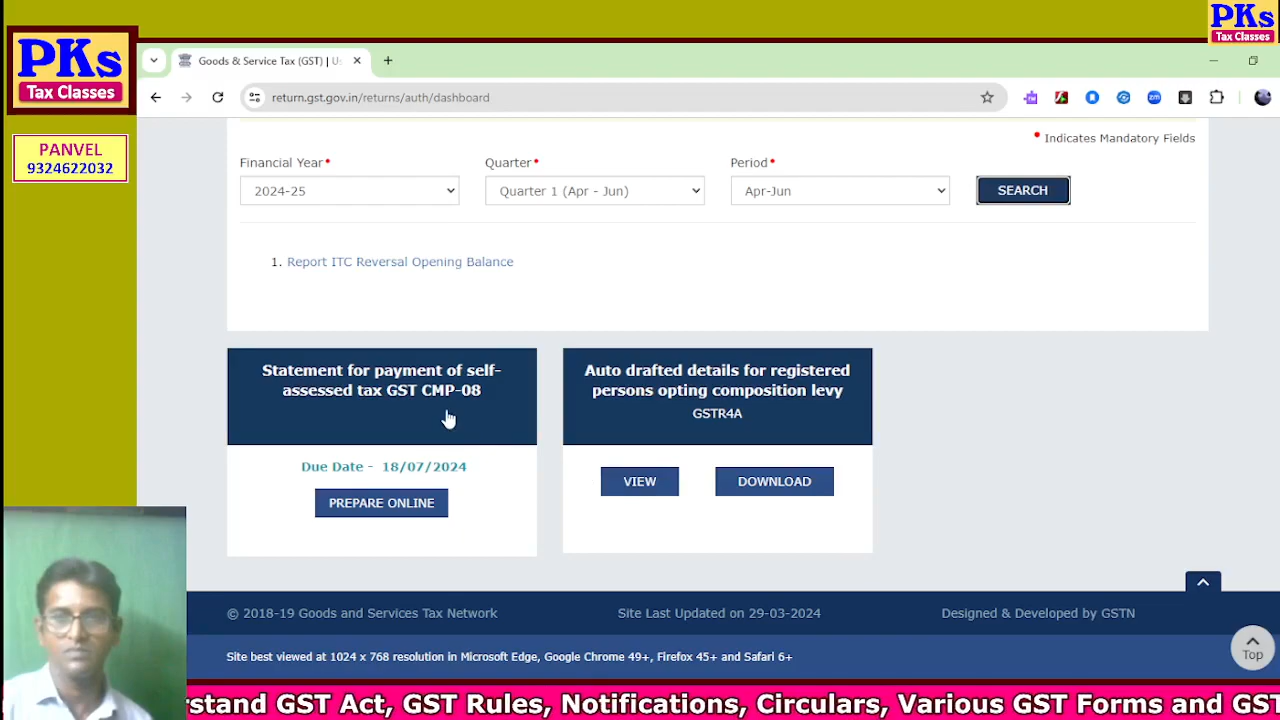 PKs
Tax Classes
PKs
Tax Classes
PANVEL
9324622032
Goods & Service Tax (GST) | Us
return.gst.gov.in/returns/auth/dashboard
• Indicates Mandatory Fields
Financial Year•
Quarter•
Period•
2024-25
Quarter 1 (Apr - Jun)
Apr-Jun
SEARCH
1. Report ITC Reversal Opening Balance
Statement for payment of self-
assessed tax GST CMP-08
Due Date - 18/07/2024
PREPARE ONLINE
Auto drafted details for registered
persons opting composition levy
GSTR4A
VIEW
DOWNLOAD
© 2018-19 Goods and Services Tax Network
Site Last Updated on 29-03-2024
Designed & Developed by GSTN
Site best viewed at 1024 x 768 resolution in Microsoft Edge, Google Chrome 49+, Firefox 45+ and Safari 6+
Top
rstand GST Act, GST Rules, Notifications, Circulars, Various GST Forms and GST